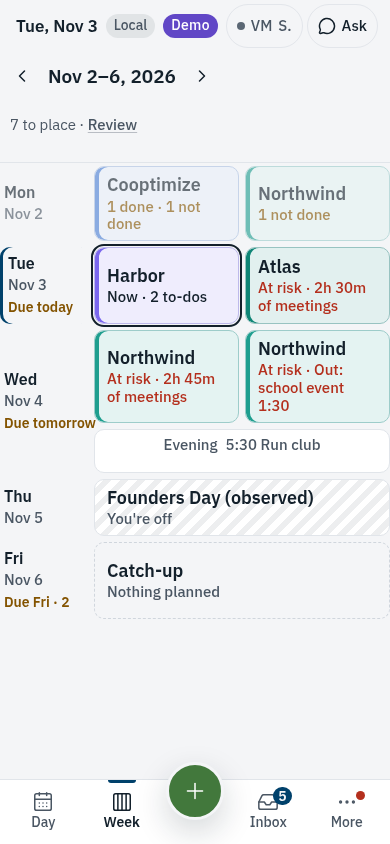 Tue, Nov 3 Local Demo VM S. Ask
Nov 2–6, 2026
7 to place · Review
Mon
Nov 2
Cooptimize
1 done · 1 not
done
Northwind
1 not done
Tue
Nov 3
Due today
Harbor
Now · 2 to-dos
Atlas
At risk · 2h 30m
of meetings
Wed
Nov 4
Due tomorrow
Northwind
At risk · 2h 45m
of meetings
Northwind
At risk · Out:
school event
1:30
Evening 5:30 Run club
Thu
Nov 5
Founders Day (observed)
You're off
Fri
Nov 6
Due Fri · 2
Catch-up
Nothing planned
Day
Week
Inbox
5
More